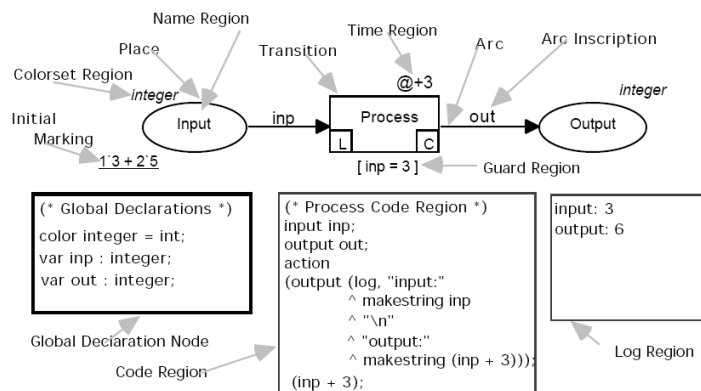 Name Region
Place
Time Region
Transition
Arc
Arc Inscription
Colorset Region
integer
@+3
integer
Initial
Marking
Input
inp
Process
out
Output
L
C
1`3 + 2`5
[ inp = 3 ]
Guard Region
(* Global Declarations *)
color integer = int;
var inp : integer;
var out : integer;
(* Process Code Region *)
input inp;
output out;
action
(output (log, "input:"
^ makestring inp
^ "\n"
^ "output:"
^ makestring (inp + 3)));
(inp + 3);
input: 3
output: 6
Global Declaration Node
Code Region
Log Region